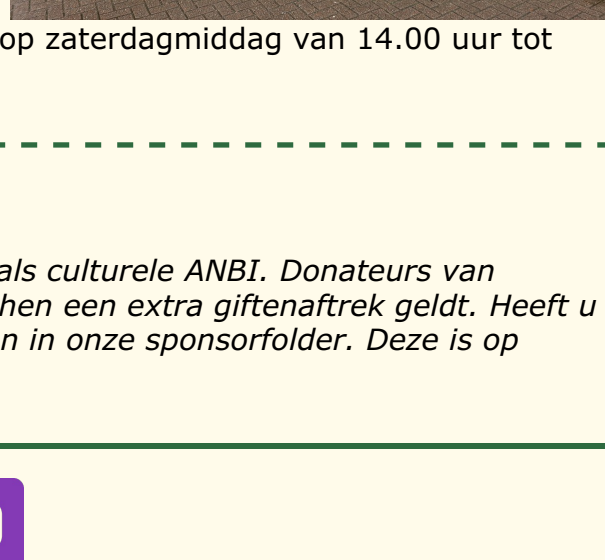 op zaterdagmiddag van 14.00 uur tot
als culturele ANBI. Donateurs van
hen een extra giftenaftrek geldt. Heeft u
n in onze sponsorfolder. Deze is op